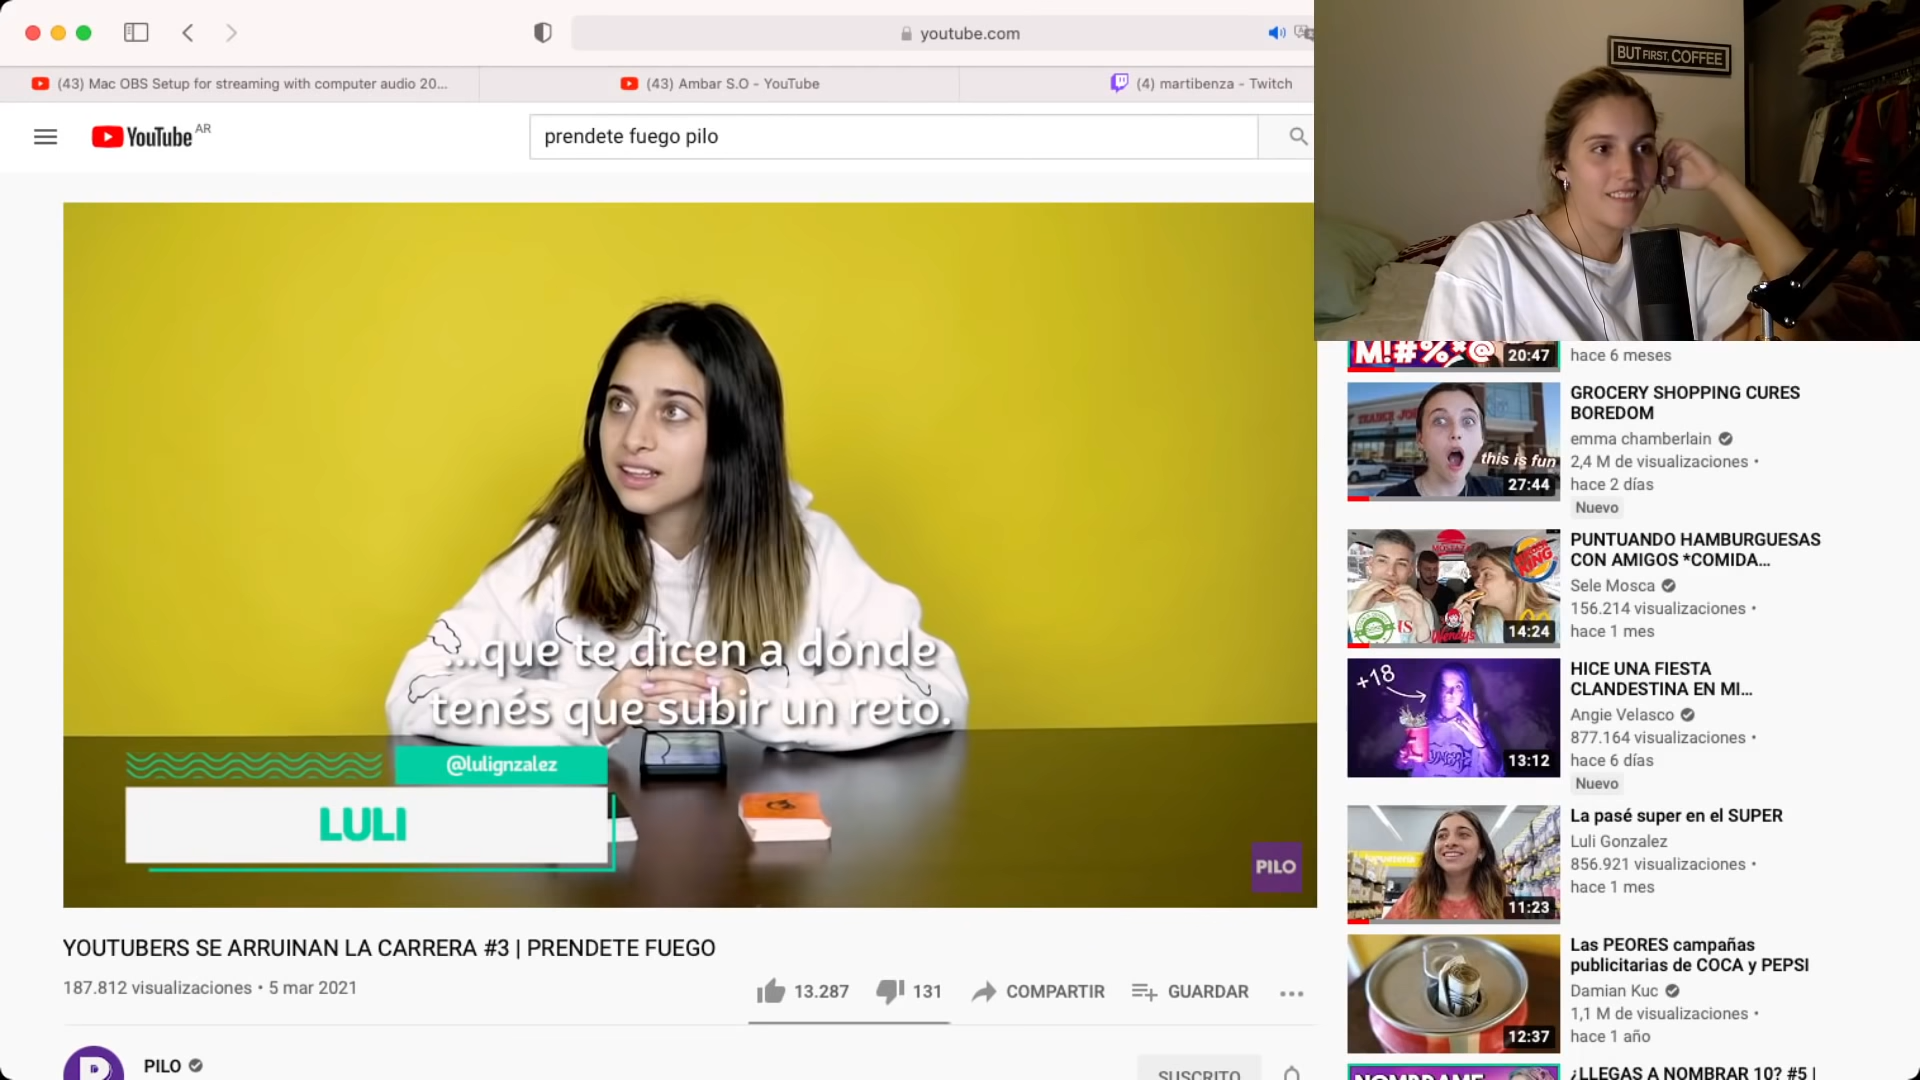 youtube.com
(43) Mac OBS Setup for streaming with computer audio 20...
(43) Ambar S.O - YouTube
(4) martibenza - Twitch
YouTube AR
prendete fuego pilo
BUT FIRST, COFFEE
...que te dicen a dónde
tenés que subir un reto.
@lulignzalez
LULI
PILO
YOUTUBERS SE ARRUINAN LA CARRERA #3 | PRENDETE FUEGO
187.812 visualizaciones • 5 mar 2021
13.287
131
COMPARTIR
GUARDAR
PILO
SUSCRITO
M!#%*@
20:47
hace 6 meses
GROCERY SHOPPING CURES
BOREDOM
emma chamberlain
2,4 M de visualizaciones •
hace 2 días
Nuevo
this is fun
27:44
PUNTUANDO HAMBURGUESAS
CON AMIGOS *COMIDA...
Sele Mosca
156.214 visualizaciones •
hace 1 mes
14:24
HICE UNA FIESTA
CLANDESTINA EN MI...
Angie Velasco
877.164 visualizaciones •
hace 6 días
Nuevo
+18
13:12
La pasé super en el SUPER
Luli Gonzalez
856.921 visualizaciones •
hace 1 mes
11:23
Las PEORES campañas
publicitarias de COCA y PEPSI
Damian Kuc
1,1 M de visualizaciones •
hace 1 año
12:37
¿LLEGAS A NOMBRAR 10? #5 |